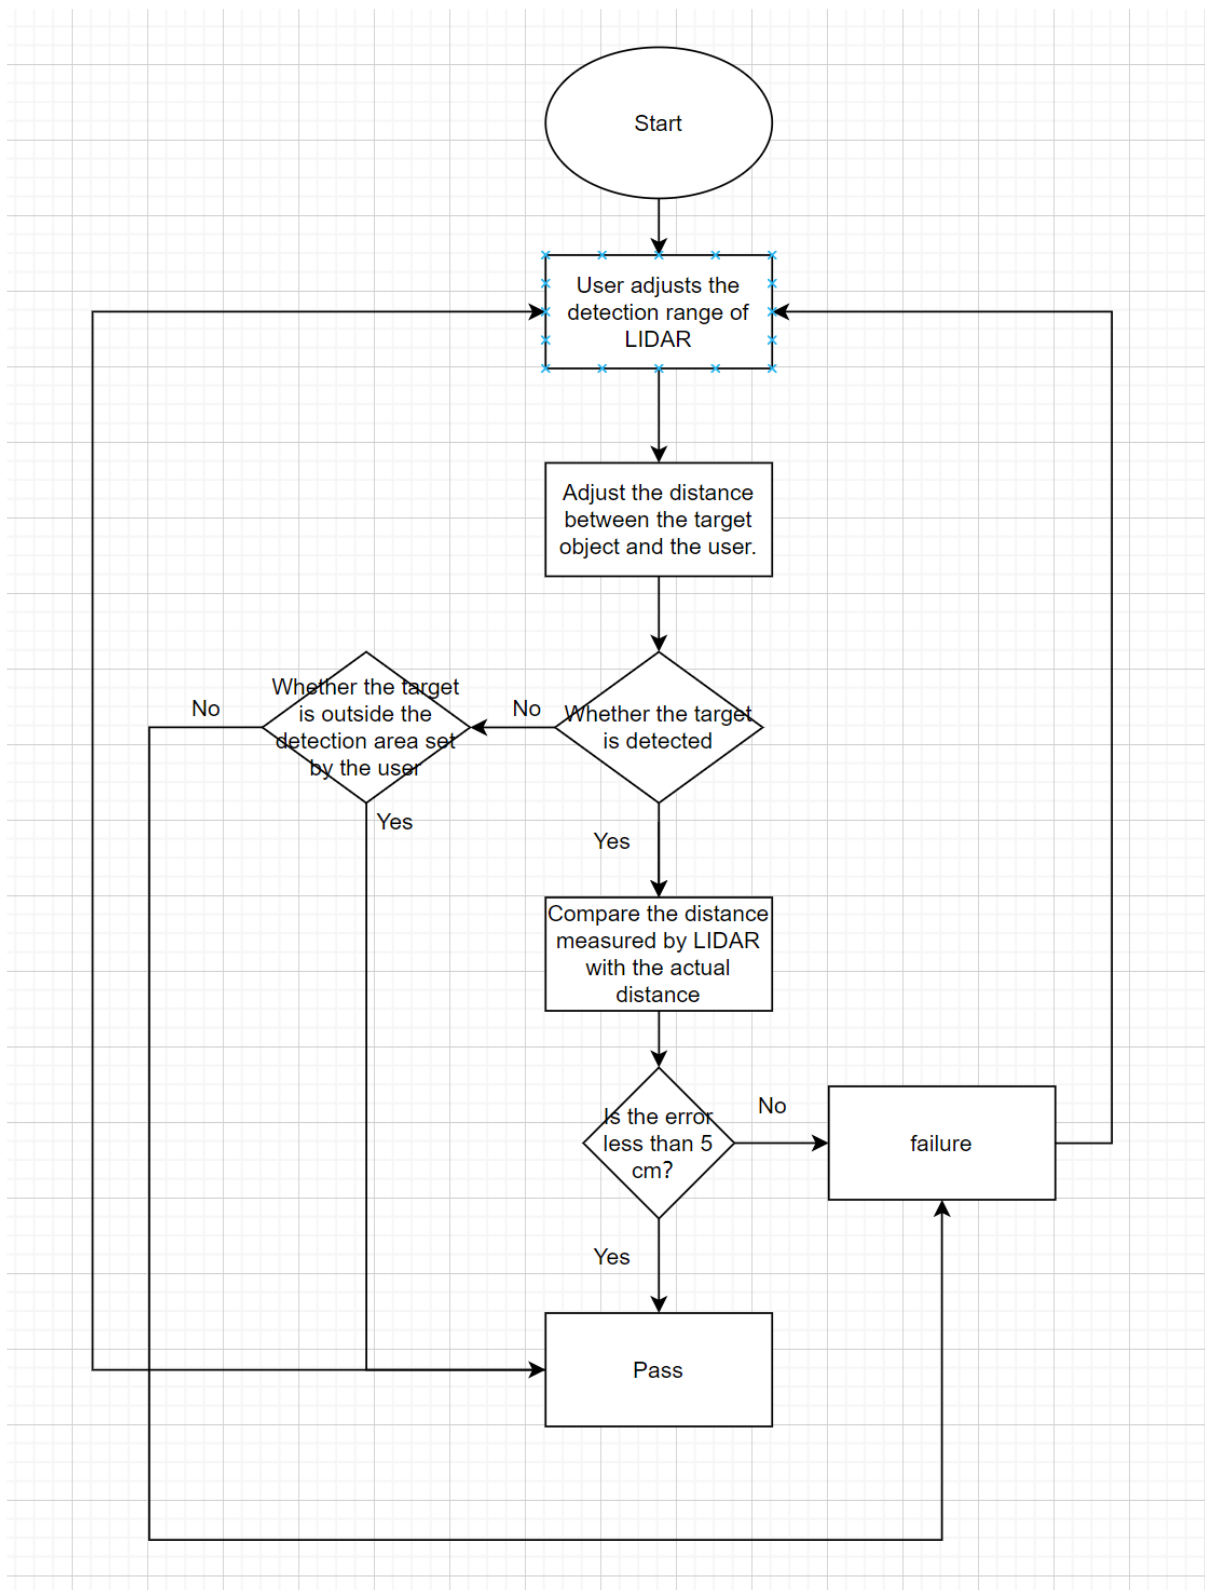 Start
User adjusts the
detection range of
LIDAR
Adjust the distance
between the target
object and the user.
Whether the target
is outside the
detection area set
by the user
No
No
Whether the target
is detected
Yes
Yes
Compare the distance
measured by LIDAR
with the actual
distance
Is the error
less than 5
cm?
No
failure
Yes
Pass